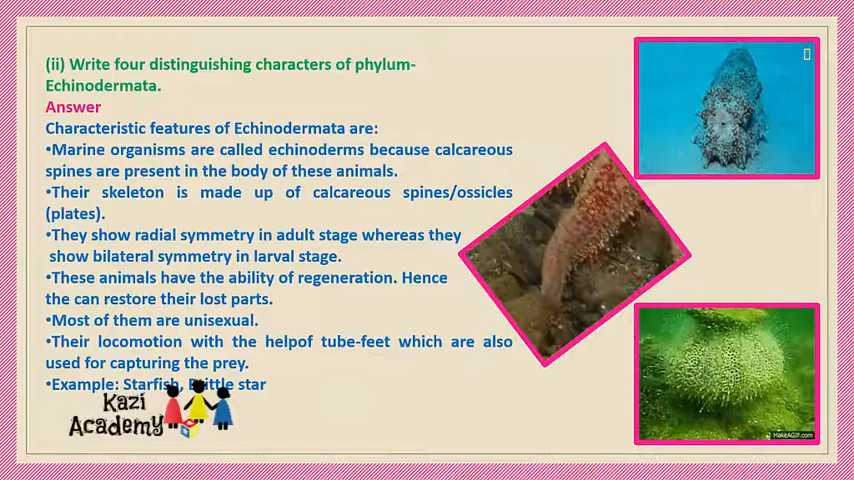 (ii) Write four distinguishing characters of phylum-
Echinodermata.
Answer
Characteristic features of Echinodermata are:
•Marine organisms are called echinoderms because calcareous
spines are present in the body of these animals.
•Their skeleton is made up of calcareous spines/ossicles
(plates).
•They show radial symmetry in adult stage whereas they
show bilateral symmetry in larval stage.
•These animals have the ability of regeneration. Hence
the can restore their lost parts.
•Most of them are unisexual.
•Their locomotion with the helpof tube-feet which are also
used for capturing the prey.
•Example: Starfish, Brittle star
Kazi
Academy
MakeAGIF.com